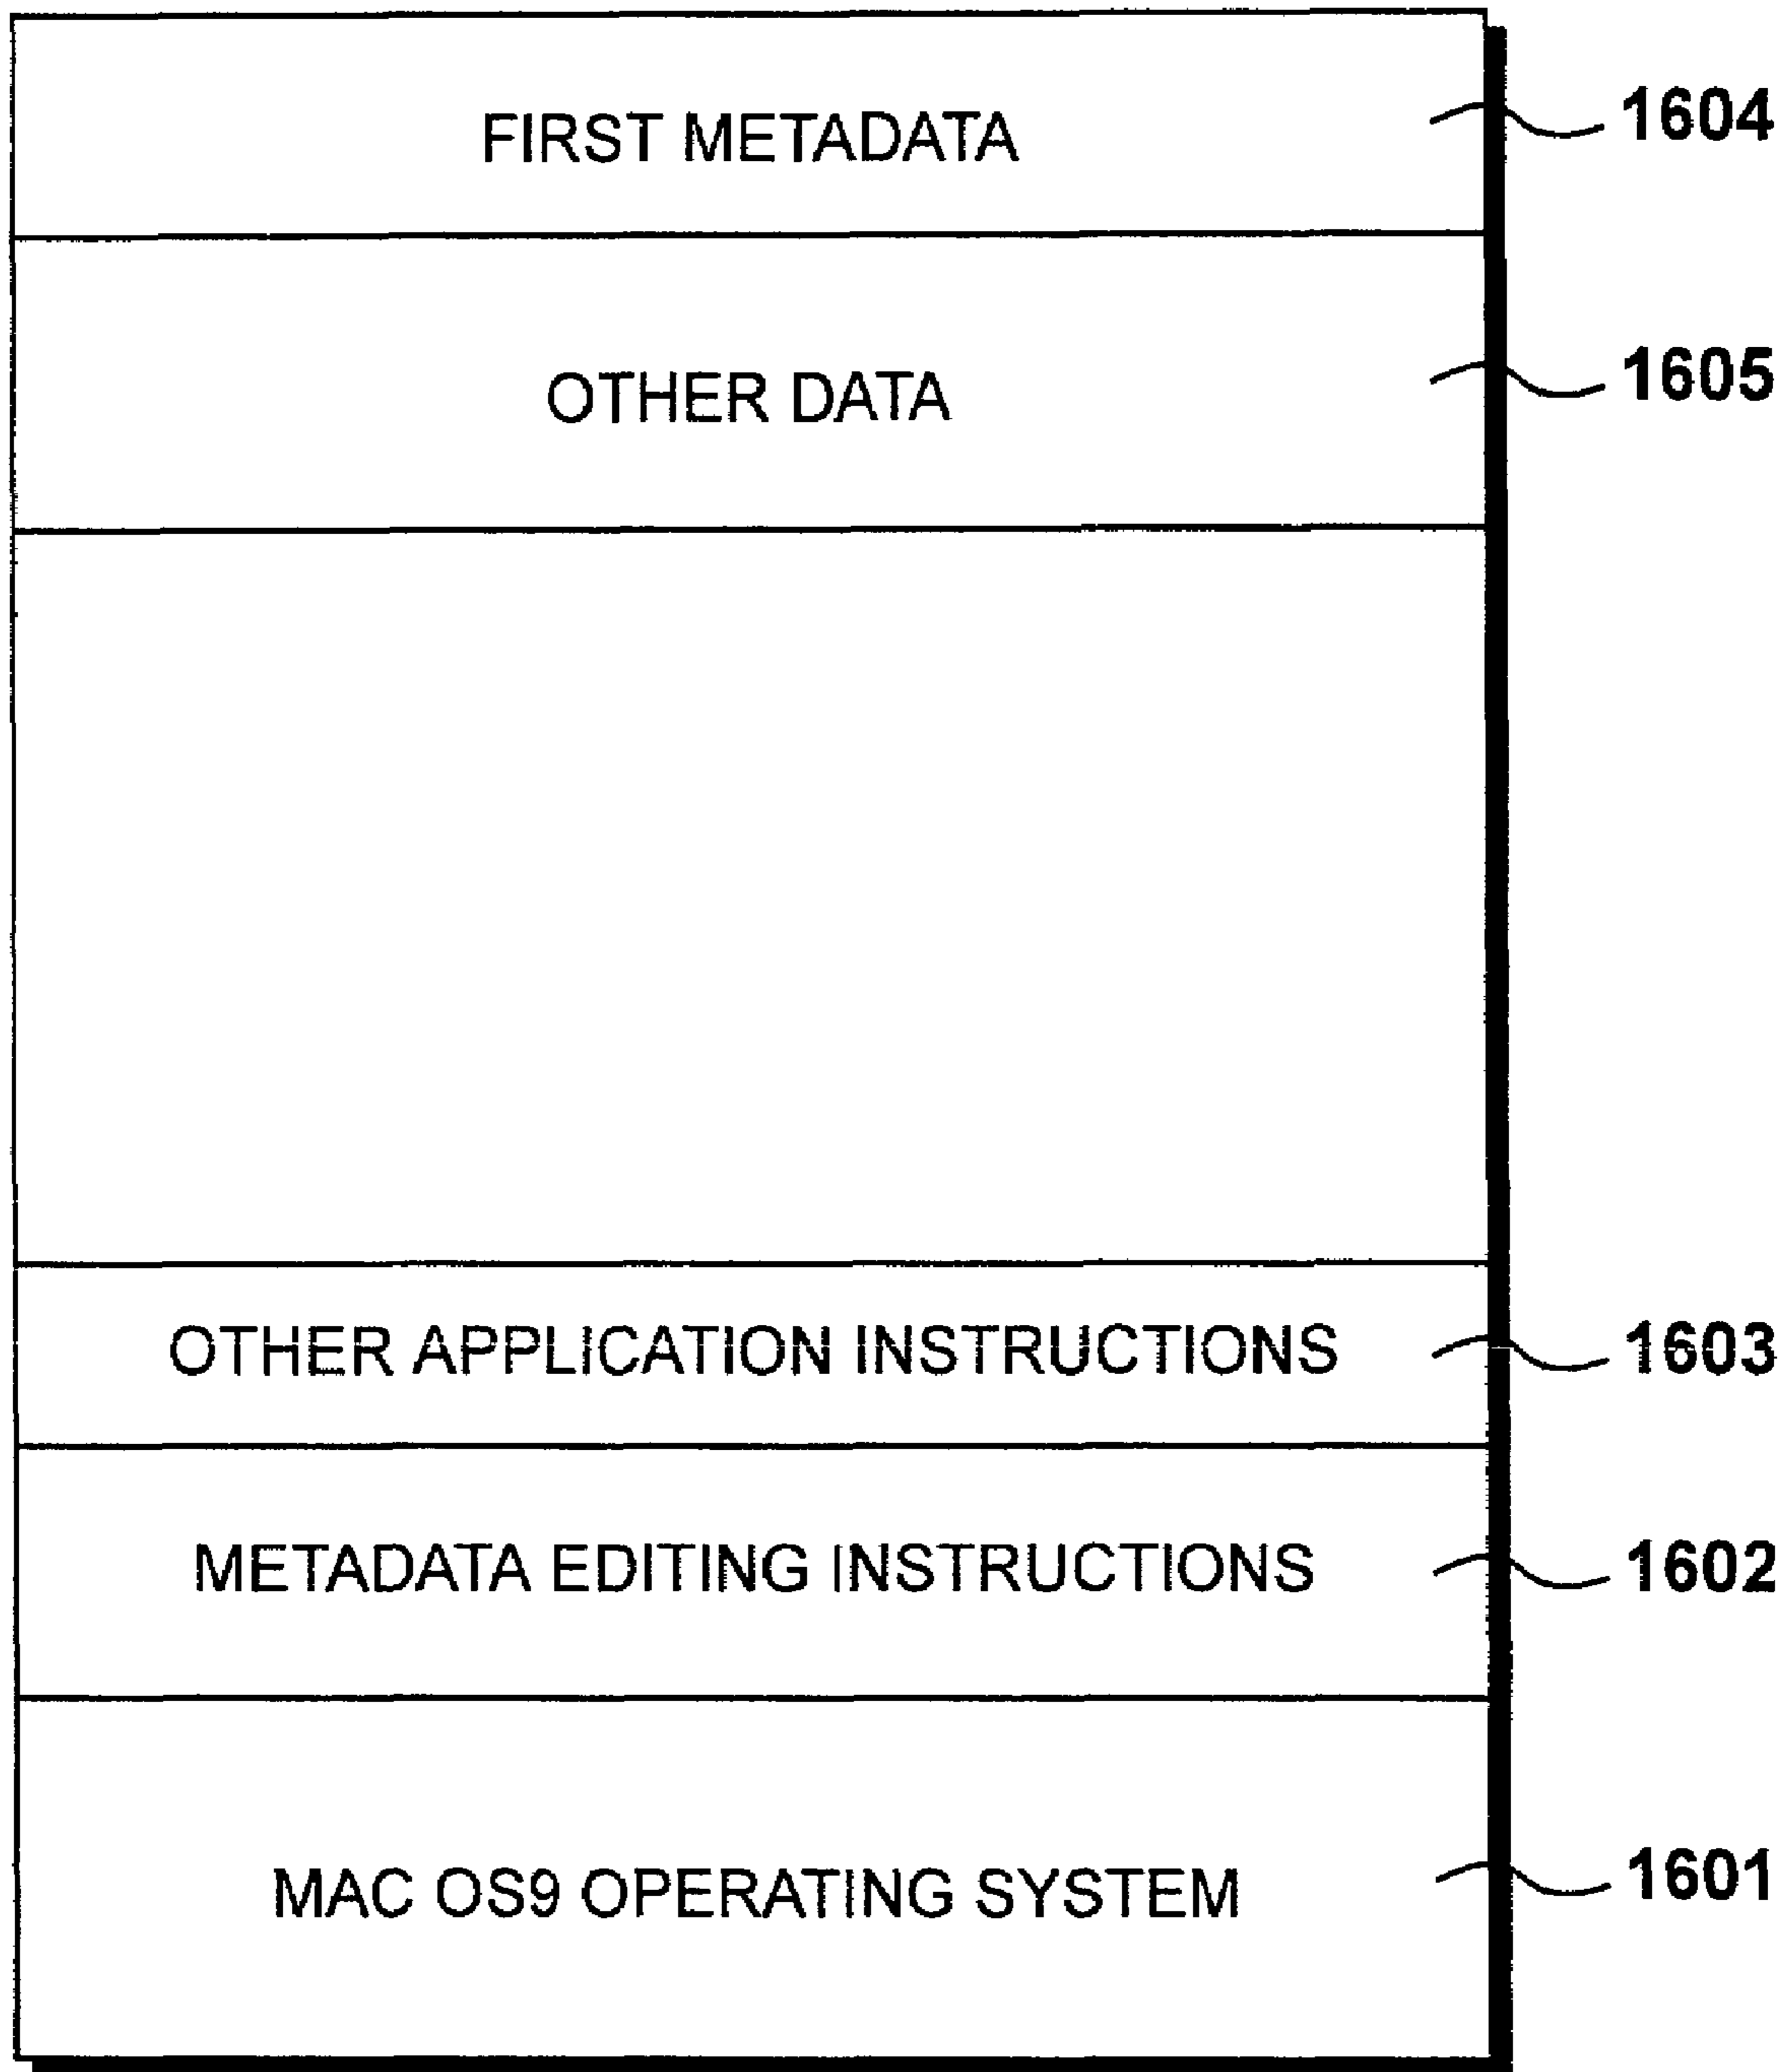 FIRST METADATA 1604
OTHER DATA 1605
OTHER APPLICATION INSTRUCTIONS 1603
METADATA EDITING INSTRUCTIONS 1602
MAC OS9 OPERATING SYSTEM 1601